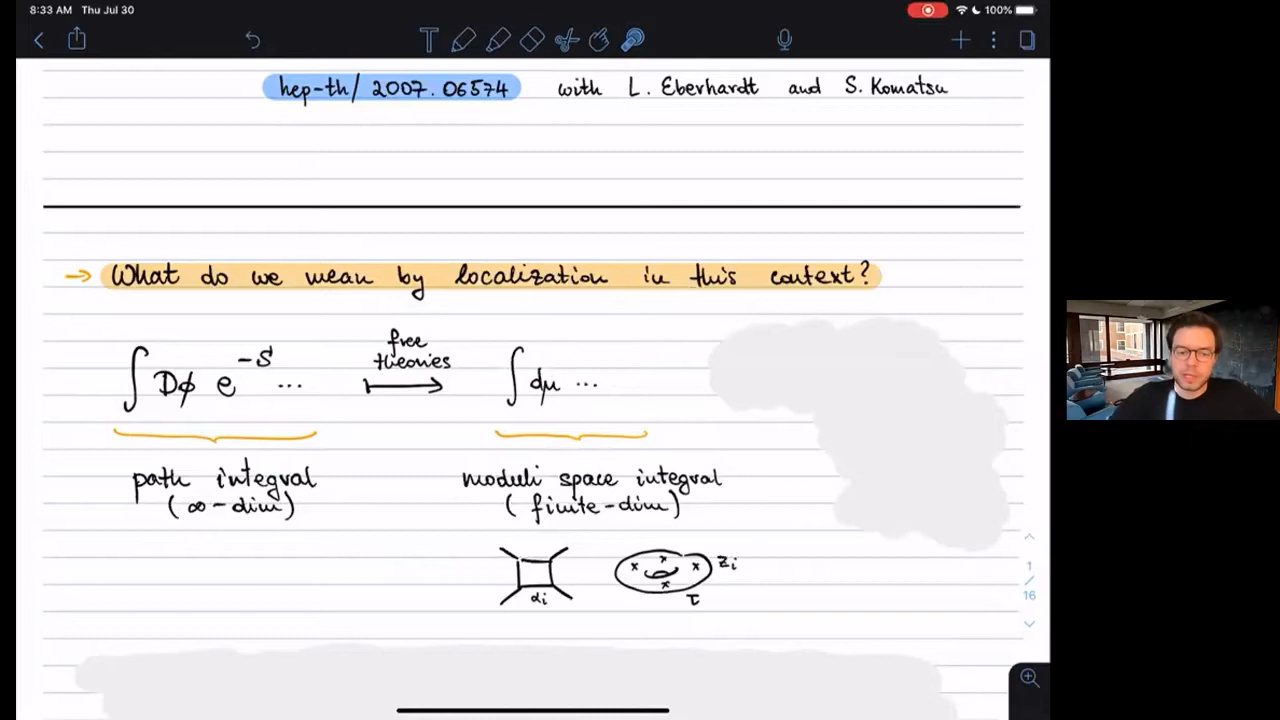 8:33 AM Thu Jul 30
100%
hep-th/ 2007.06574 with L. Eberhardt and S. Komatsu
→ What do we mean by localization in this context?
∫ Dϕ e^{-S} ... free theories ⟼ ∫ dμ ...
path integral moduli space integral
(∞-dim) (finite-dim)
αi zi τ
1
/
16